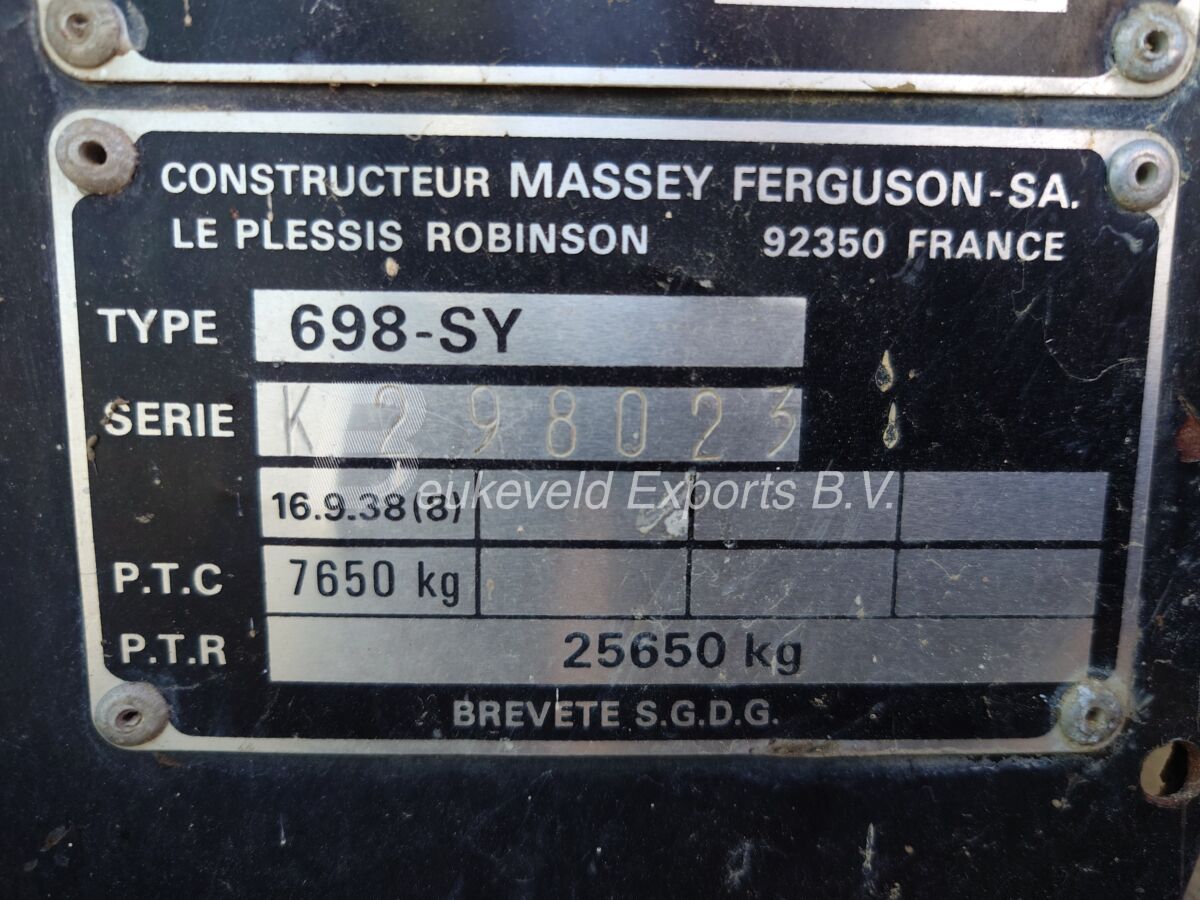 CONSTRUCTEUR MASSEY FERGUSON-SA.
LE PLESSIS ROBINSON 92350 FRANCE
TYPE 698-SY
SERIE K 298023
16.9.38(8)
Beukeveld Exports B.V.
P.T.C 7650 kg
P.T.R 25650 kg
BREVETE S.G.D.G.